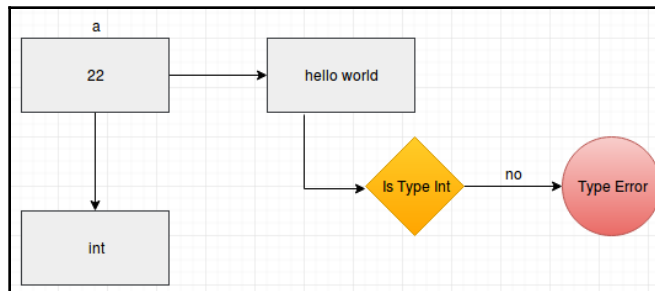 a
22
hello world
Is Type Int
no
Type Error
int